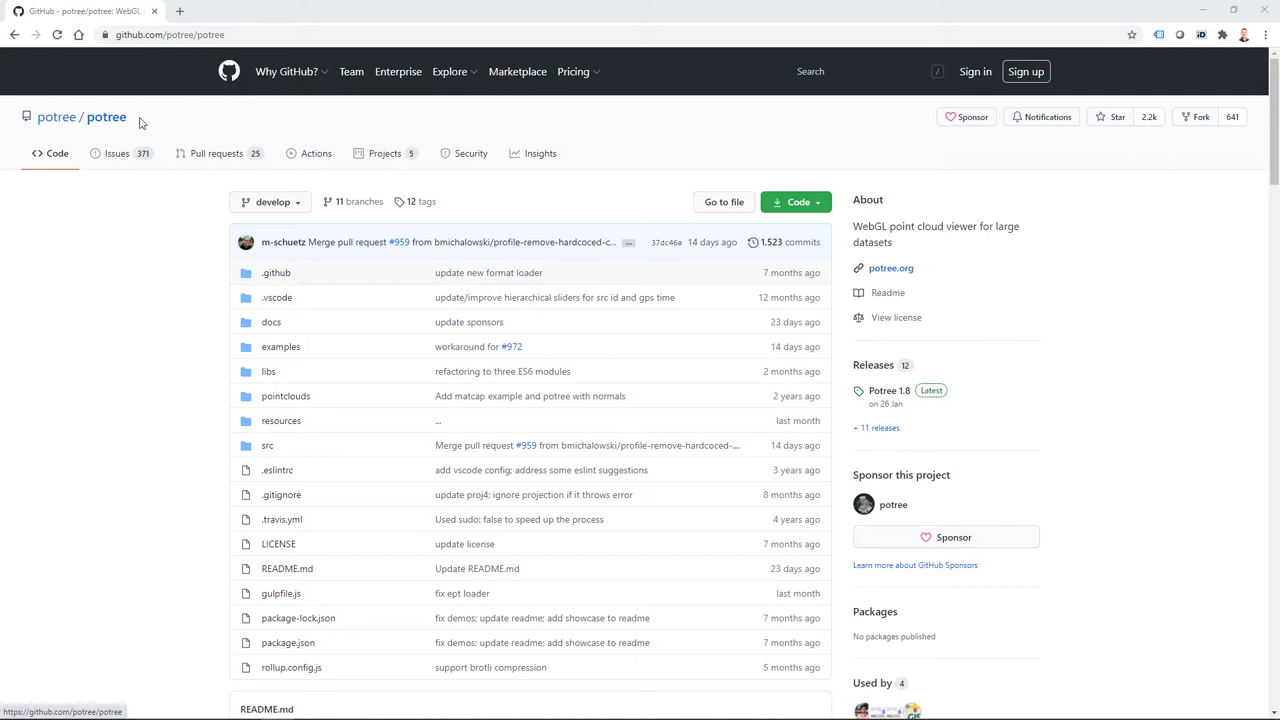 GitHub - potree/potree: WebGL
github.com/potree/potree
Why GitHub? Team Enterprise Explore Marketplace Pricing Search / Sign in Sign up
potree / potree Sponsor Notifications Star 2.2k Fork 641
Code Issues 371 Pull requests 25 Actions Projects 5 Security Insights
develop 11 branches 12 tags Go to file Code
m-schuetz Merge pull request #959 from bmichalowski/profile-remove-hardcoced-c... ... 37dc46a 14 days ago 1,523 commits
.github update new format loader 7 months ago
.vscode update/improve hierarchical sliders for src id and gps time 12 months ago
docs update sponsors 23 days ago
examples workaround for #972 14 days ago
libs refactoring to three ES6 modules 2 months ago
pointclouds Add matcap example and potree with normals 2 years ago
resources ... last month
src Merge pull request #959 from bmichalowski/profile-remove-hardcoced-... 14 days ago
.eslintrc add vscode config; address some eslint suggestions 3 years ago
.gitignore update proj4; ignore projection if it throws error 8 months ago
.travis.yml Used sudo: false to speed up the process 4 years ago
LICENSE update license 7 months ago
README.md Update README.md 23 days ago
gulpfile.js fix ept loader last month
package-lock.json fix demos; update readme; add showcase to readme 7 months ago
package.json fix demos; update readme; add showcase to readme 7 months ago
rollup.config.js support brotli compression 5 months ago
README.md
About
WebGL point cloud viewer for large
datasets
potree.org
Readme
View license
Releases 12
Potree 1.8 Latest
on 26 Jan
+ 11 releases
Sponsor this project
potree
Sponsor
Learn more about GitHub Sponsors
Packages
No packages published
Used by 4
https://github.com/potree/potree